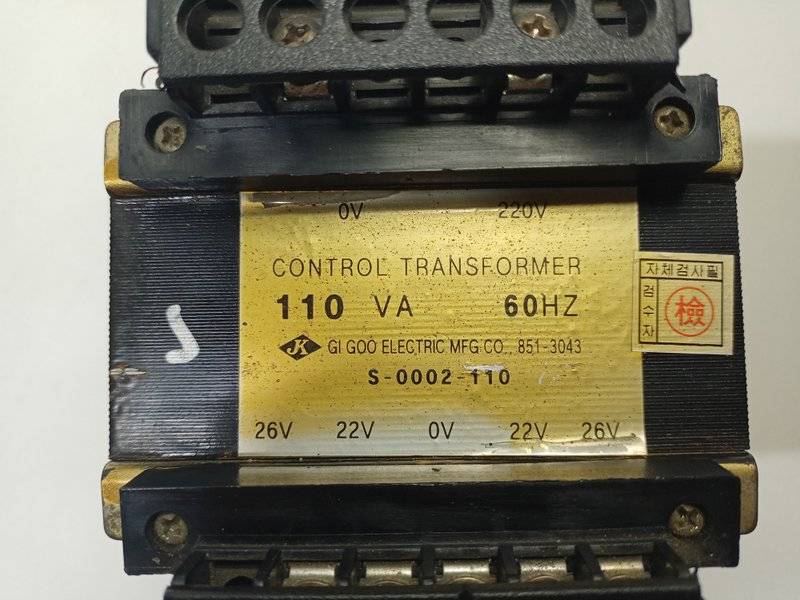 0V 220V
CONTROL TRANSFORMER
110 VA 60HZ
JK GI GOO ELECTRIC MFG CO., 851-3043
S-0002-110
26V 22V 0V 22V 26V
자체검사필
검수자
檢